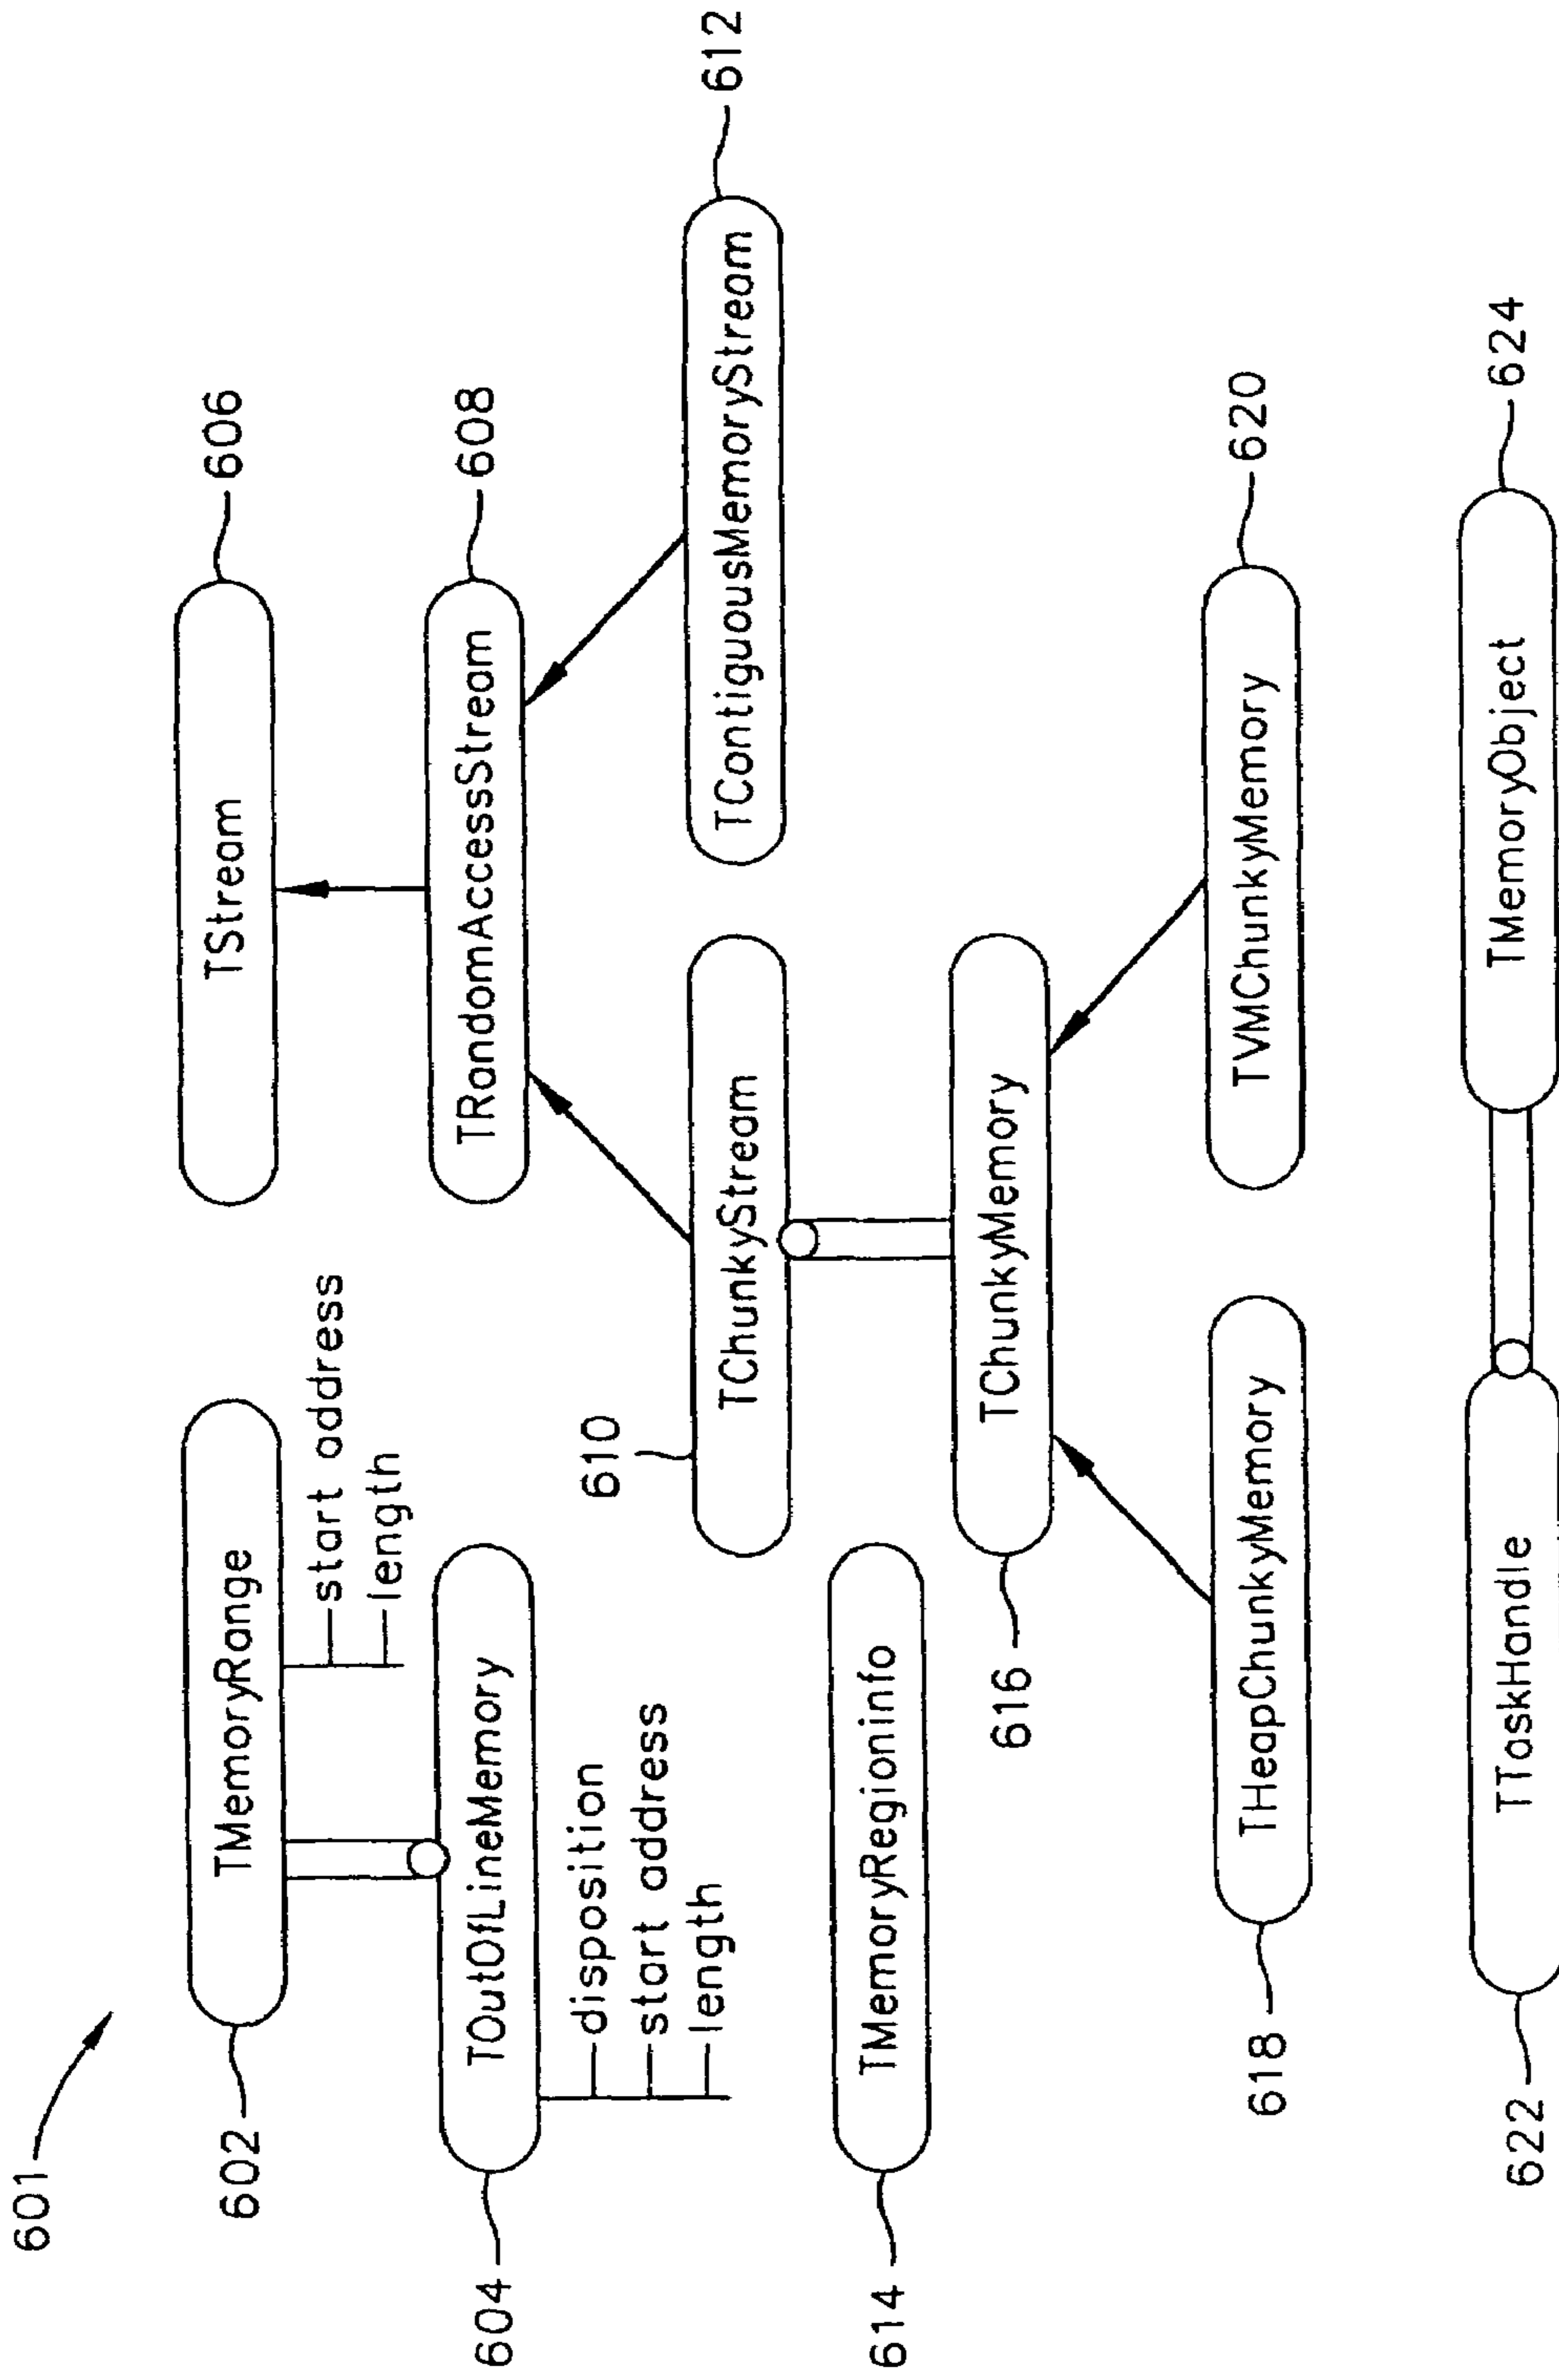 601
602
TMemoryRange
start address
length
TStream
606
604
TOutOfLineMemory
disposition
start address
length
TRandomAccessStream
608
610
TChunkyStream
TContiguousMemoryStream
612
614
TMemoryRegioninfo
616
TChunkyMemory
618
THeapChunkyMemory
TVMChunkyMemory
620
622
TTaskHandle
TMemoryObject
624